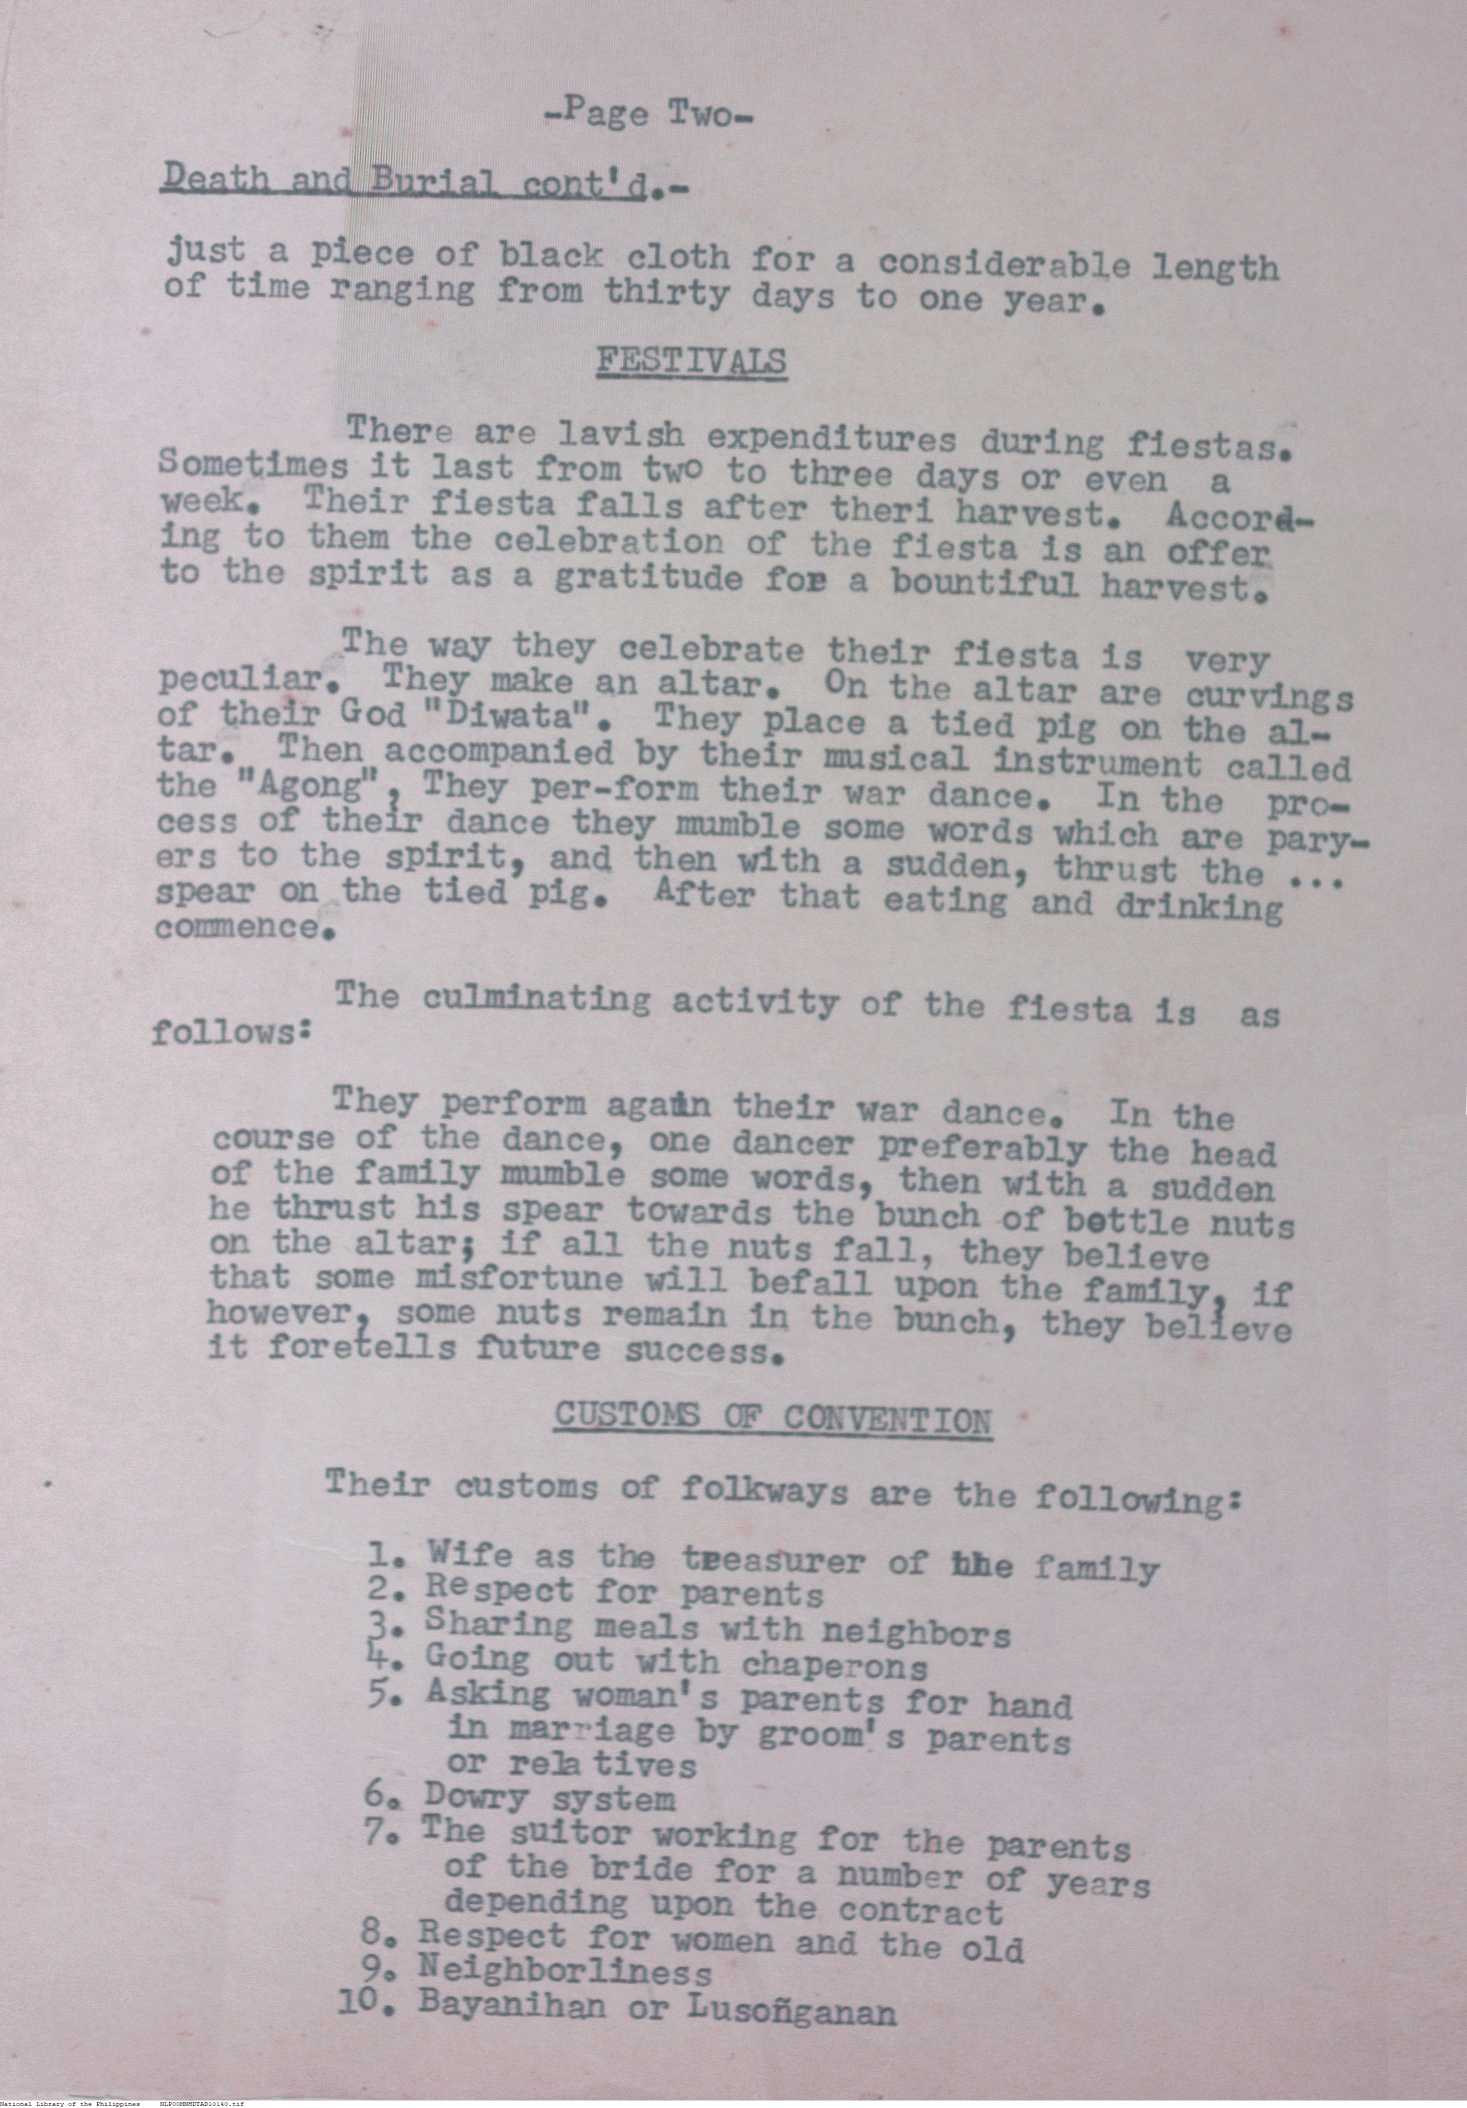 -Page Two-
Death and Burial cont'd.-
just a piece of black cloth for a considerable length
of time ranging from thirty days to one year.
FESTIVALS
There are lavish expenditures during fiestas.
Sometimes it last from two to three days or even a
week. Their fiesta falls after theri harvest. Accord-
ing to them the celebration of the fiesta is an offer
to the spirit as a gratitude for a bountiful harvest.
The way they celebrate their fiesta is very
peculiar. They make an altar. On the altar are curvings
of their God "Diwata". They place a tied pig on the al-
tar. Then accompanied by their musical instrument called
the "Agong", They per-form their war dance. In the pro-
cess of their dance they mumble some words which are pary-
ers to the spirit, and then with a sudden, thrust the ...
spear on the tied pig. After that eating and drinking
commence.
The culminating activity of the fiesta is as
follows:
They perform again their war dance. In the
course of the dance, one dancer preferably the head
of the family mumble some words, then with a sudden
he thrust his spear towards the bunch of bettle nuts
on the altar; if all the nuts fall, they believe
that some misfortune will befall upon the family, if
however, some nuts remain in the bunch, they believe
it foretells future success.
CUSTOMS OF CONVENTION
Their customs of folkways are the following:
1. Wife as the treasurer of the family
2. Respect for parents
3. Sharing meals with neighbors
4. Going out with chaperons
5. Asking woman's parents for hand
in marriage by groom's parents
or relatives
6. Dowry system
7. The suitor working for the parents
of the bride for a number of years
depending upon the contract
8. Respect for women and the old
9. Neighborliness
10. Bayanihan or Lusoñganan
National Library of the Philippines